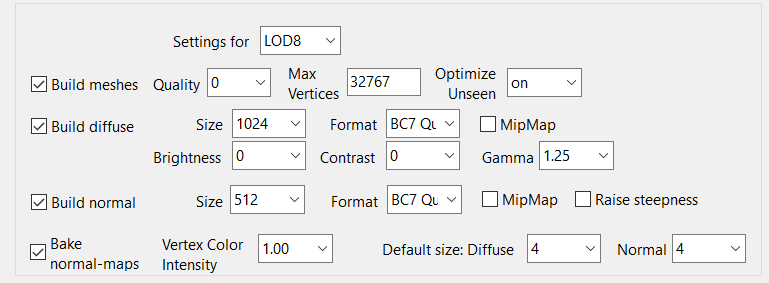 Settings for LOD8
Build meshes Quality 0 Max Vertices 32767 Optimize Unseen on
Build diffuse Size 1024 Format BC7 Qu MipMap
Brightness 0 Contrast 0 Gamma 1.25
Build normal Size 512 Format BC7 Qu MipMap Raise steepness
Bake normal-maps Vertex Color Intensity 1.00 Default size: Diffuse 4 Normal 4